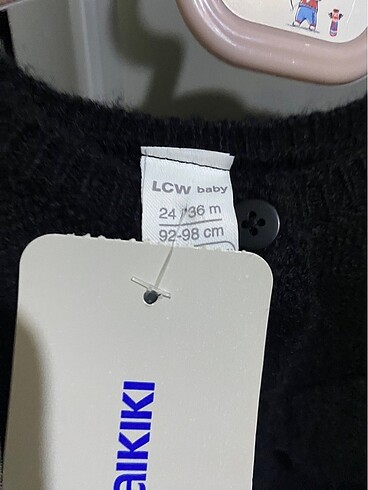 LCW baby
24 / 36 m
92-98 cm
aIKIKI